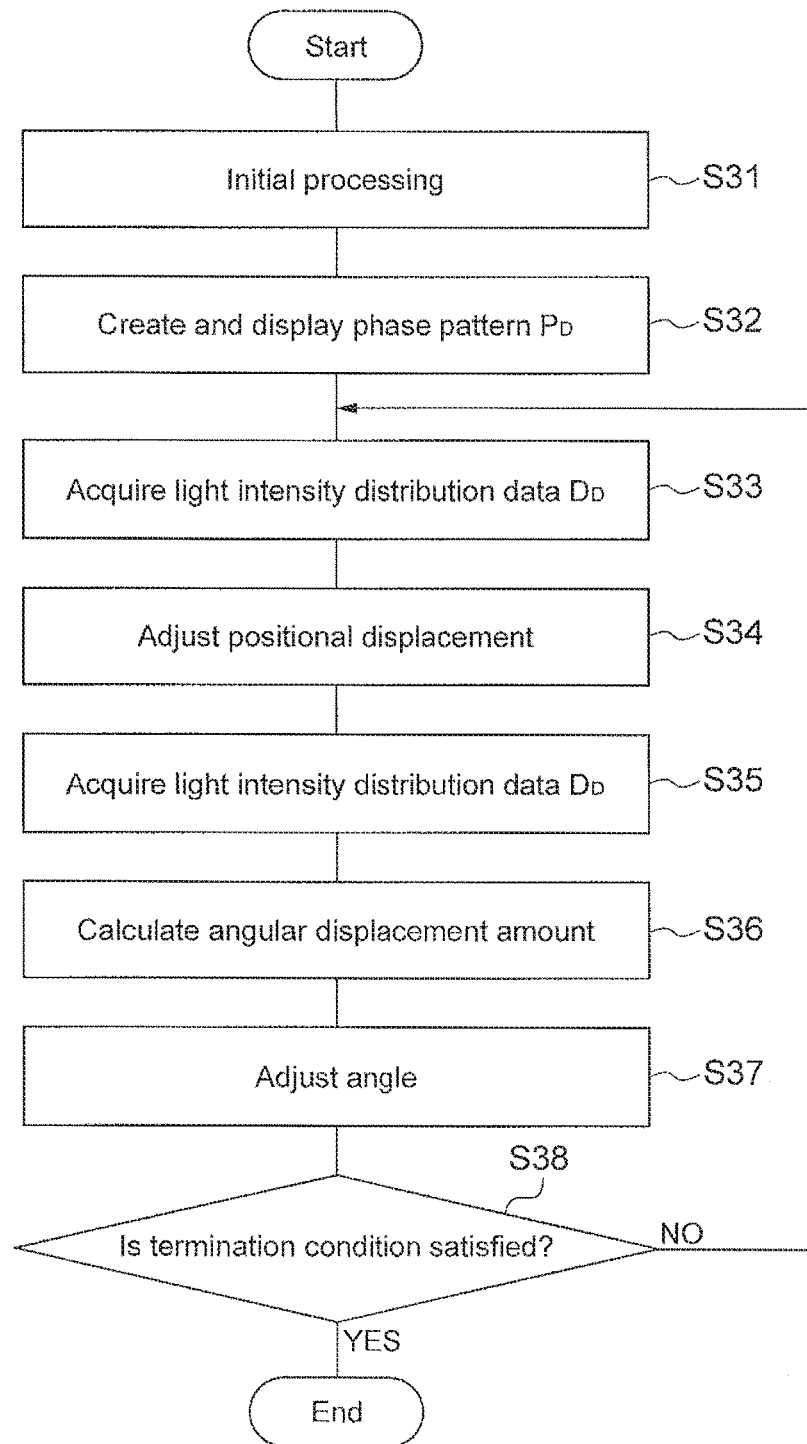 Start
Initial processing
S31
Create and display phase pattern PD
S32
Acquire light intensity distribution data DD
S33
Adjust positional displacement
S34
Acquire light intensity distribution data DD
S35
Calculate angular displacement amount
S36
Adjust angle
S37
S38
Is termination condition satisfied?
NO
YES
End